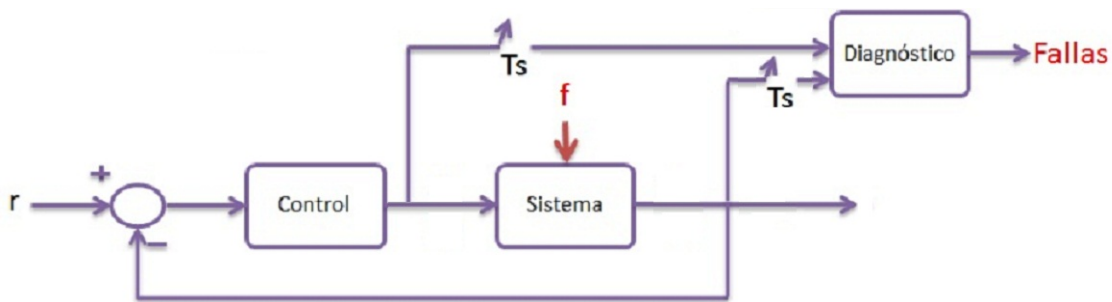 Ts
Diagnóstico
Fallas
Ts
f
+
r
Control
Sistema
−